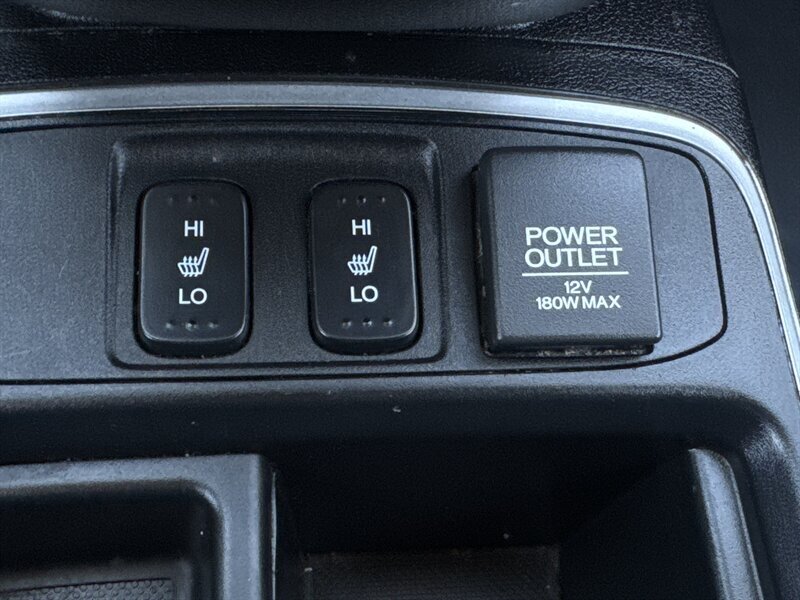 HI
LO
HI
LO
POWER
OUTLET
12V
180W MAX